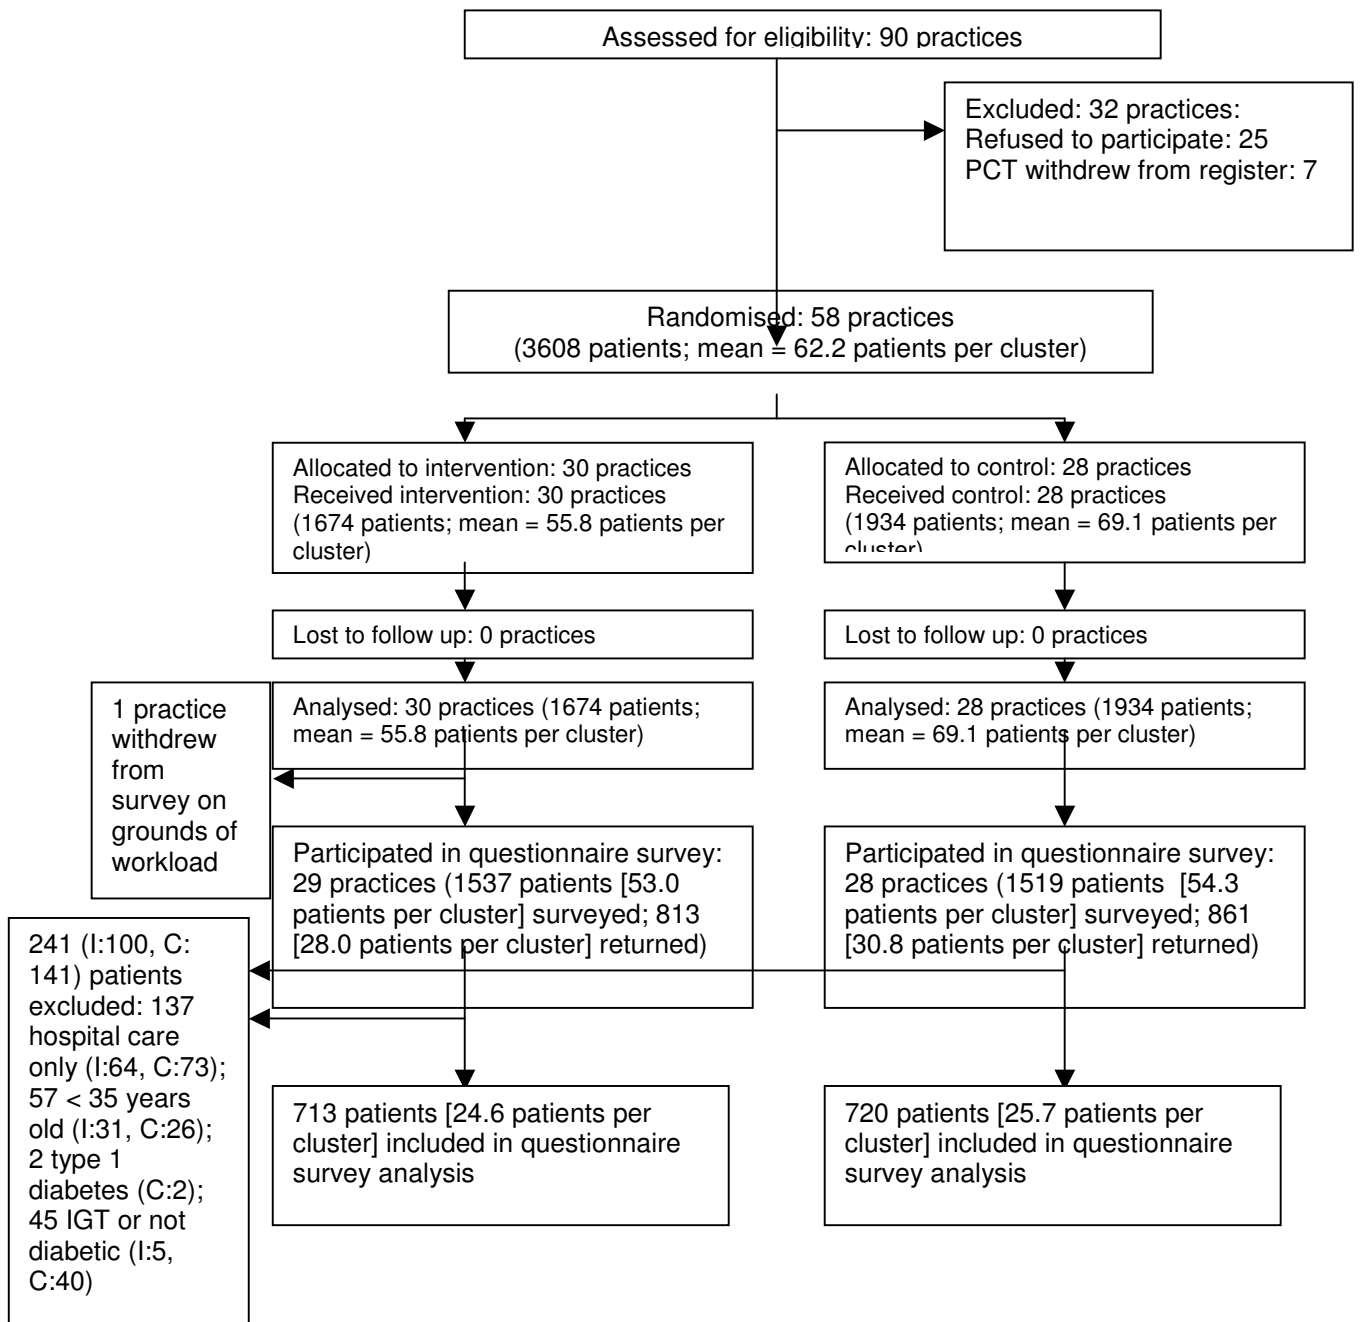 Assessed for eligibility: 90 practices
Excluded: 32 practices:
Refused to participate: 25
PCT withdrew from register: 7
Randomised: 58 practices
(3608 patients; mean = 62.2 patients per cluster)
Allocated to intervention: 30 practices
Received intervention: 30 practices
(1674 patients; mean = 55.8 patients per
cluster)
Allocated to control: 28 practices
Received control: 28 practices
(1934 patients; mean = 69.1 patients per
cluster)
Lost to follow up: 0 practices
Lost to follow up: 0 practices
1 practice
withdrew
from
survey on
grounds of
workload
Analysed: 30 practices (1674 patients;
mean = 55.8 patients per cluster)
Analysed: 28 practices (1934 patients;
mean = 69.1 patients per cluster)
Participated in questionnaire survey:
29 practices (1537 patients [53.0
patients per cluster] surveyed; 813
[28.0 patients per cluster] returned)
Participated in questionnaire survey:
28 practices (1519 patients  [54.3
patients per cluster] surveyed; 861
[30.8 patients per cluster] returned)
241 (I:100, C:
141) patients
excluded: 137
hospital care
only (I:64, C:73);
57 < 35 years
old (I:31, C:26);
2 type 1
diabetes (C:2);
45 IGT or not
diabetic (I:5,
C:40)
713 patients [24.6 patients per
cluster] included in questionnaire
survey analysis
720 patients [25.7 patients per
cluster] included in questionnaire
survey analysis